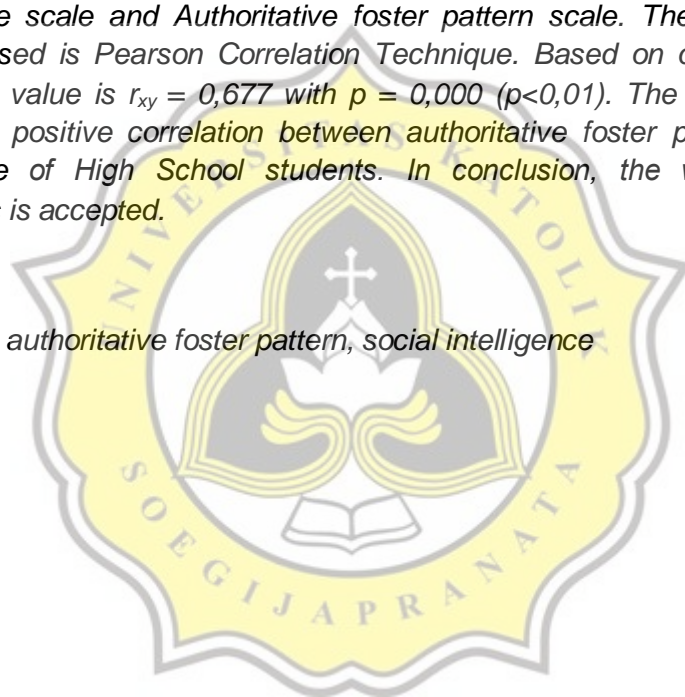 e scale and Authoritative foster pattern scale. The
sed is Pearson Correlation Technique. Based on
value is rxy = 0,677 with p = 0,000 (p<0,01). The
positive correlation between authoritative foster p
e of High School students. In conclusion, the
is accepted.
authoritative foster pattern, social intelligence
UNIVERSITAS KATOLIK
SOEGIJAPRANATA